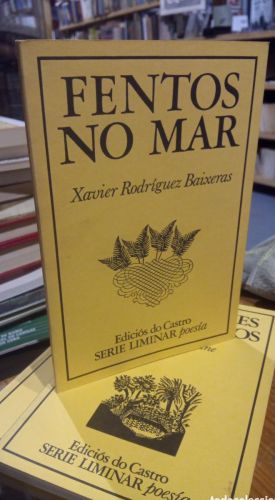 FENTOS
NO MAR
Xavier Rodríguez Baixeras
Ediciós do Castro
SERIE LIMINAR poesía
Ediciós do Castro
SERIE LIMINAR poesía